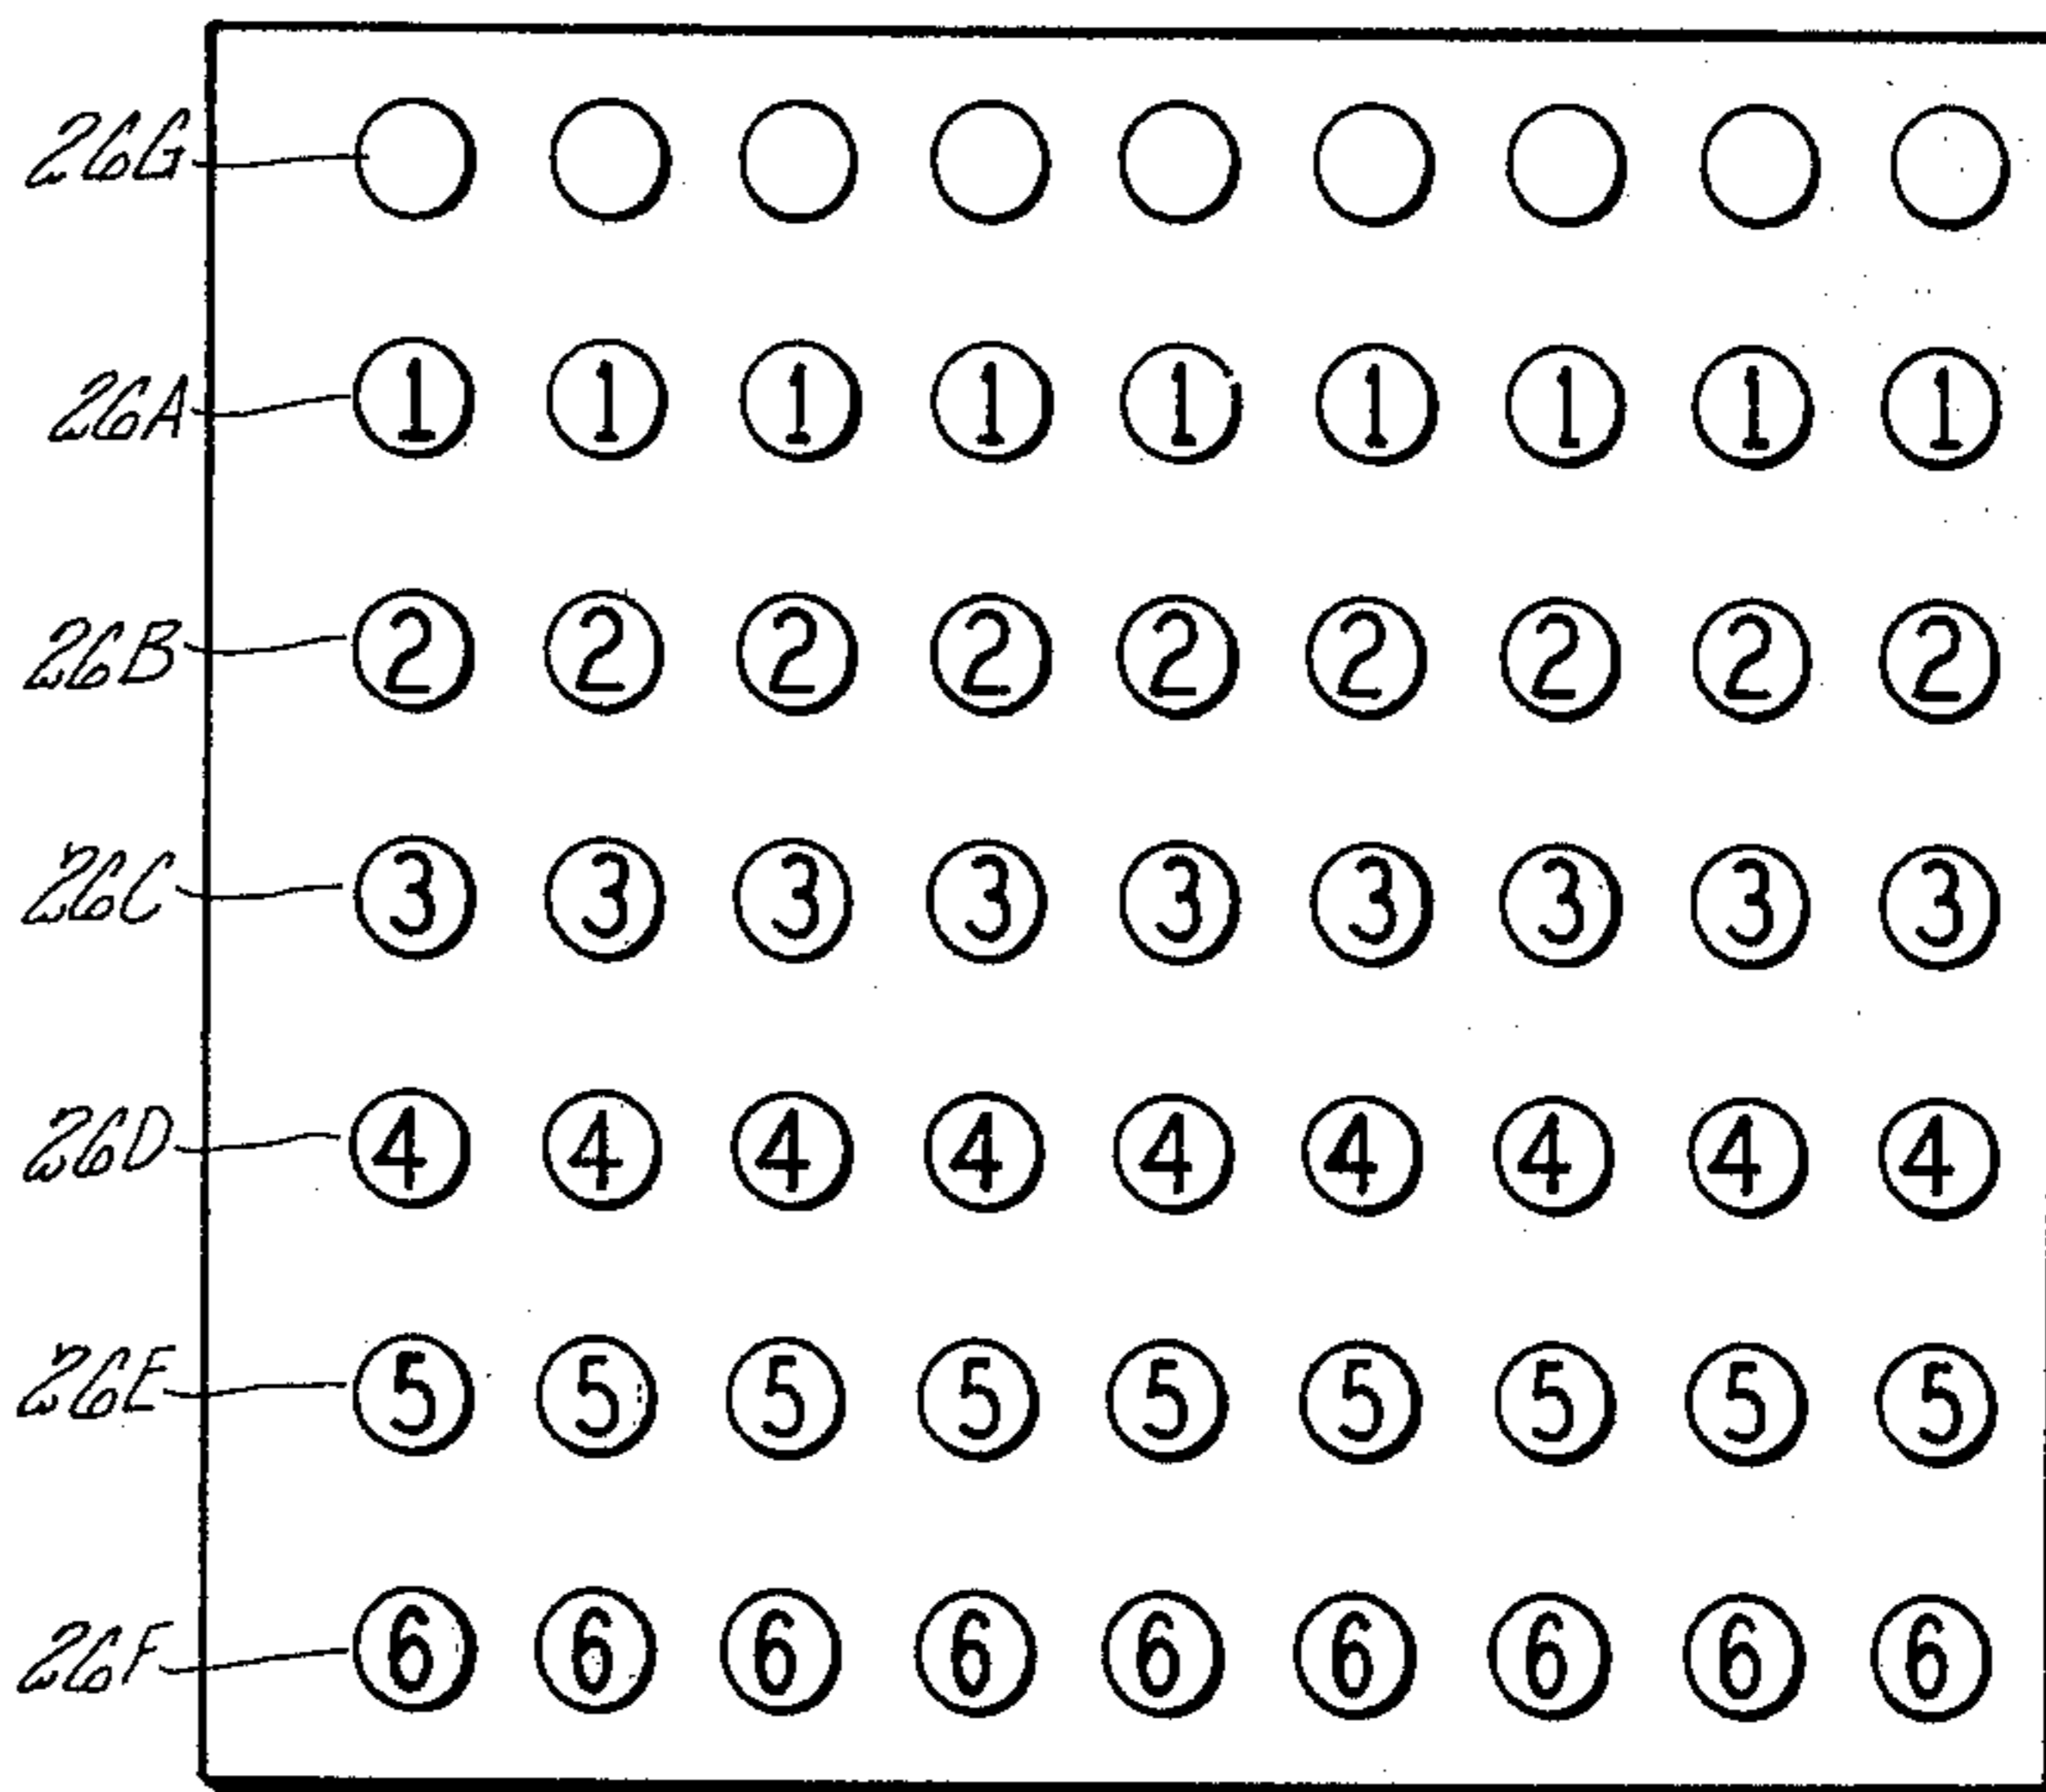 26G
26A 1 1 1 1 1 1 1 1 1
26B 2 2 2 2 2 2 2 2 2
26C 3 3 3 3 3 3 3 3 3
26D 4 4 4 4 4 4 4 4 4
26E 5 5 5 5 5 5 5 5 5
26F 6 6 6 6 6 6 6 6 6